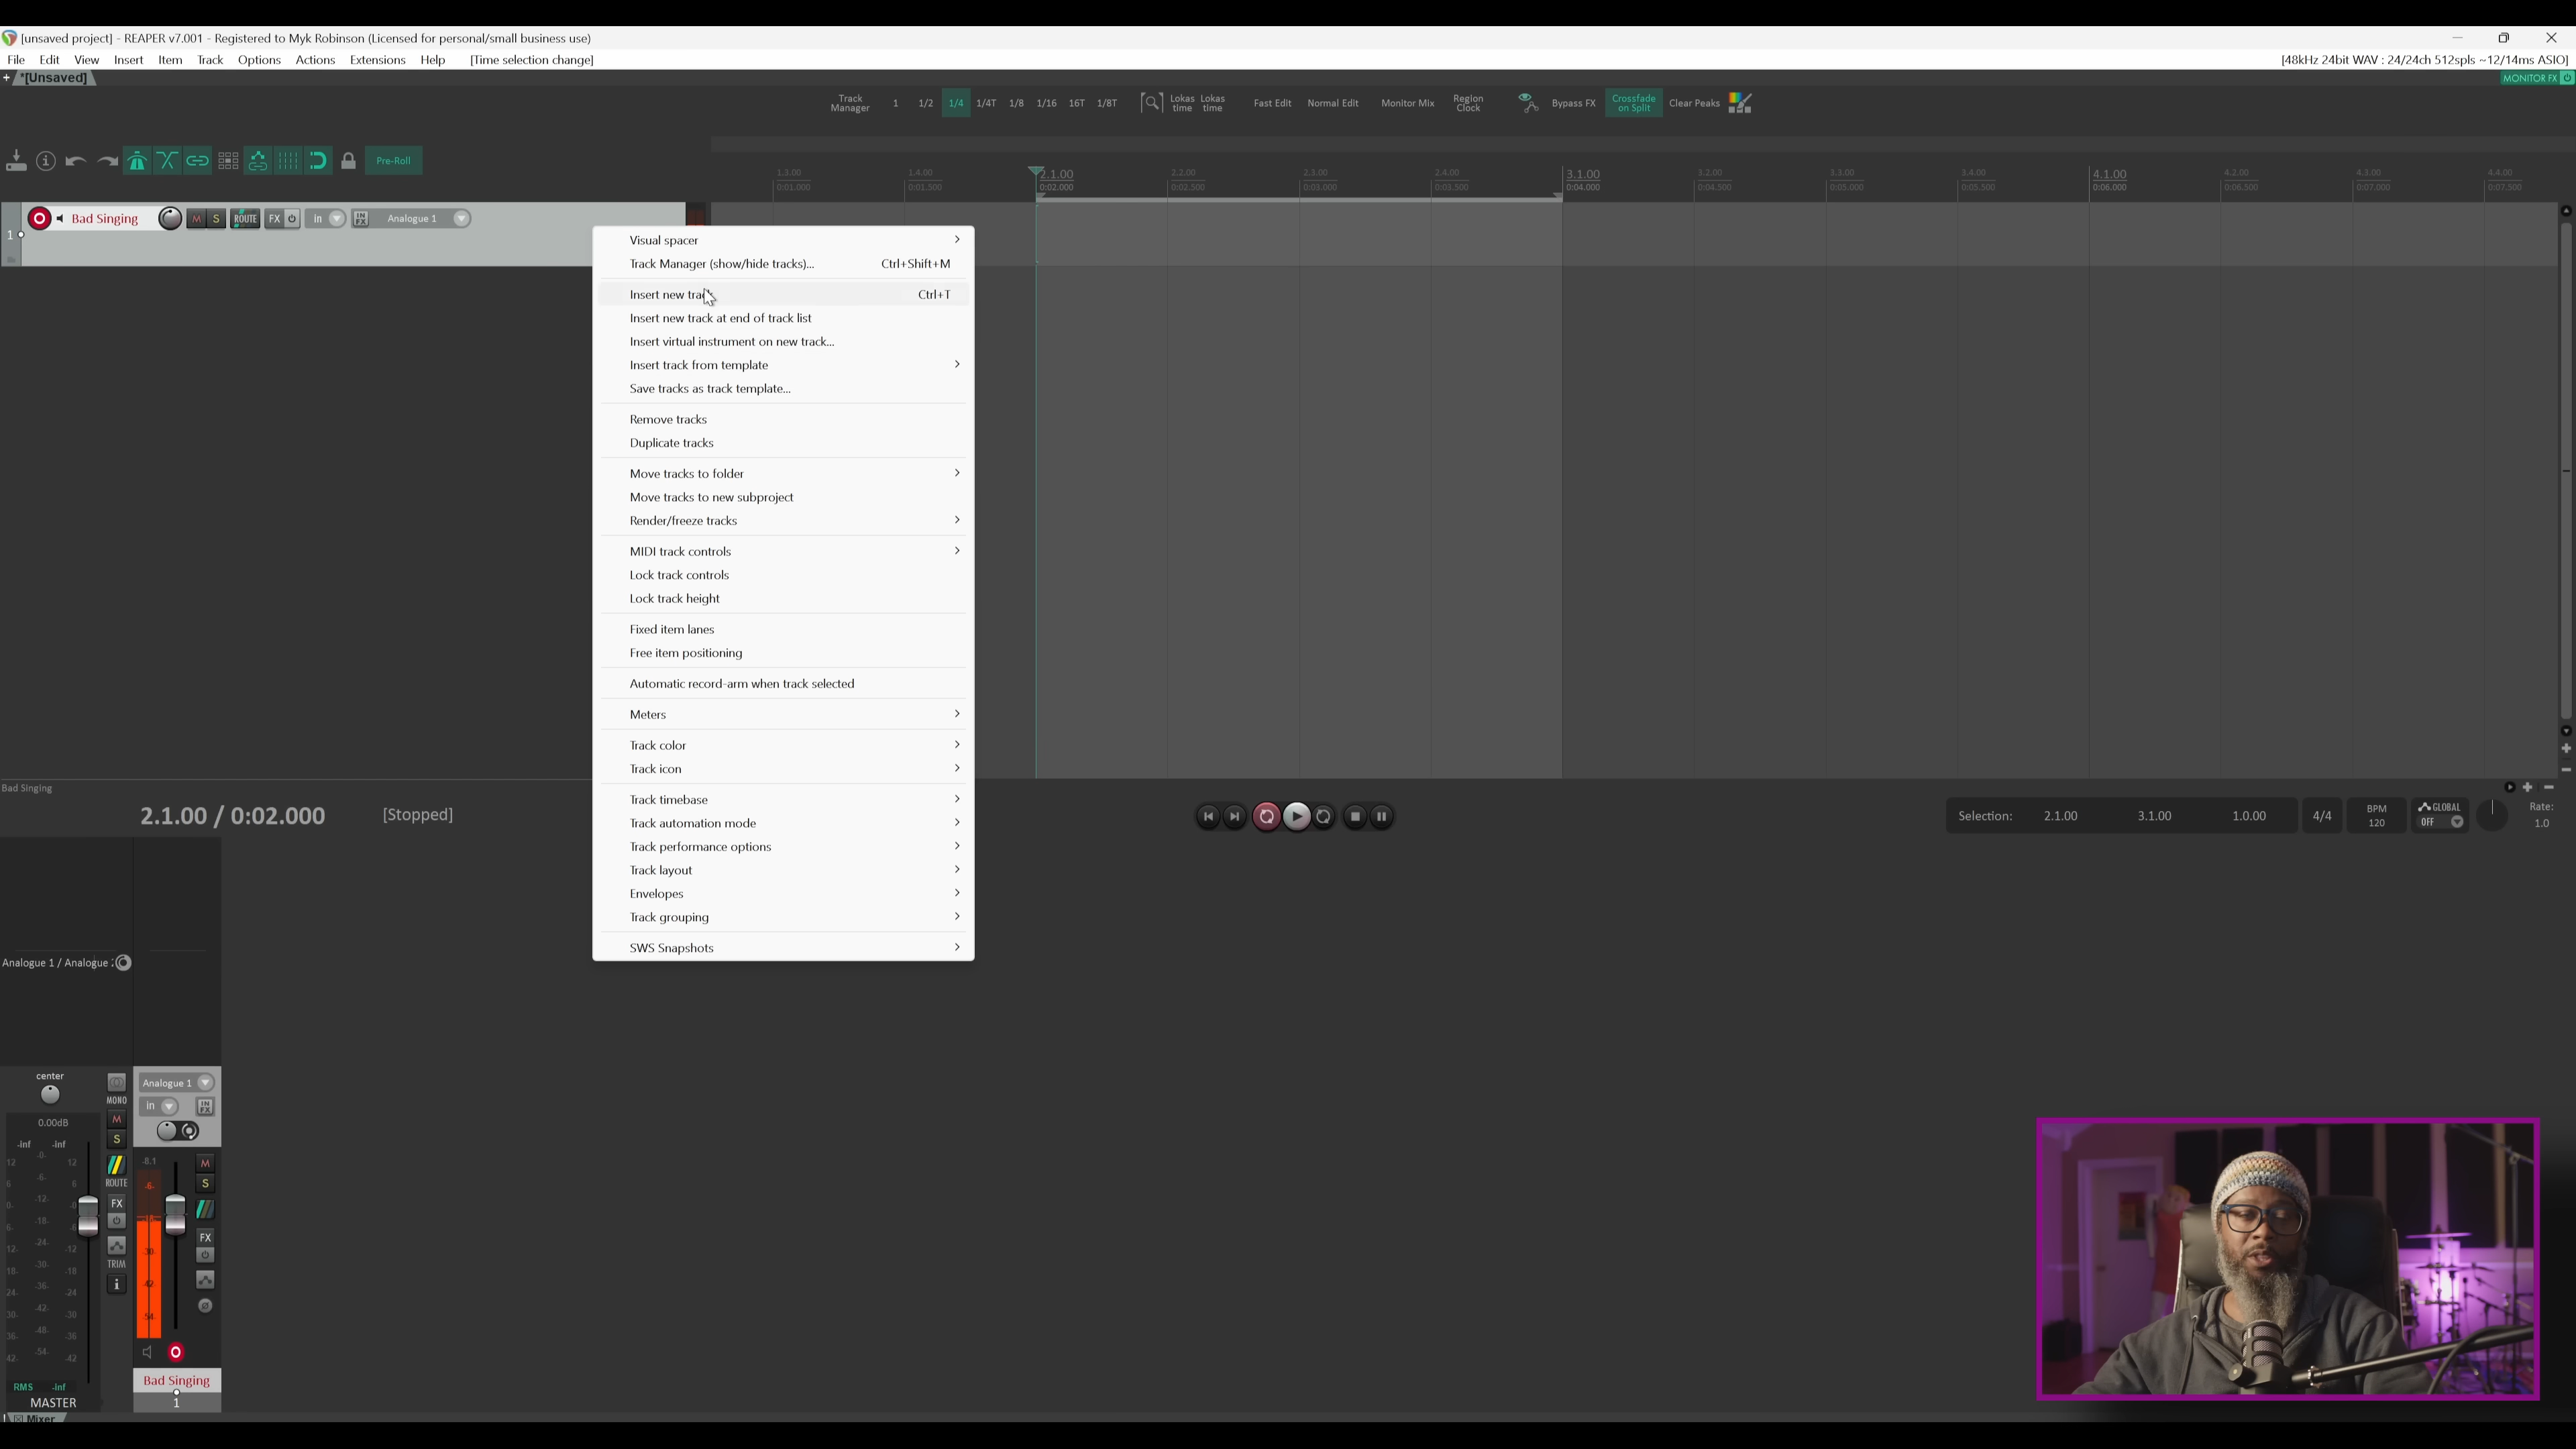 [unsaved project] - REAPER v7.001 - Registered to Myk Robinson (Licensed for personal/small business use)
File Edit View Insert Item Track Options Actions Extensions Help [Time selection change] [48kHz 24bit WAV : 24/24ch 512spls ~12/14ms ASIO]
+ *[Unsaved] MONITOR FX
Track Manager 1 1/2 1/4 1/4T 1/8 1/16 16T 1/8T Lokas time Lokas time Fast Edit Normal Edit Monitor Mix Region Clock Bypass FX Crossfade on Split Clear Peaks
Pre-Roll
1.3.00 1.4.00 2.1.00 2.2.00 2.3.00 2.4.00 3.1.00 3.2.00 3.3.00 3.4.00 4.1.00 4.2.00 4.3.00 4.4.00
0:01.000 0:01.500 0:02.000 0:02.500 0:03.000 0:03.500 0:04.000 0:04.500 0:05.000 0:05.500 0:06.000 0:06.500 0:07.000 0:07.500
1 Bad Singing M S ROUTE FX in IN FX Analogue 1
Visual spacer
Track Manager (show/hide tracks)... Ctrl+Shift+M
Insert new track Ctrl+T
Insert new track at end of track list
Insert virtual instrument on new track...
Insert track from template
Save tracks as track template...
Remove tracks
Duplicate tracks
Move tracks to folder
Move tracks to new subproject
Render/freeze tracks
MIDI track controls
Lock track controls
Lock track height
Fixed item lanes
Free item positioning
Automatic record-arm when track selected
Meters
Track color
Track icon
Track timebase
Track automation mode
Track performance options
Track layout
Envelopes
Track grouping
SWS Snapshots
Bad Singing
2.1.00 / 0:02.000 [Stopped] Selection: 2.1.00 3.1.00 1.0.00 4/4 BPM 120 GLOBAL OFF Rate: 1.0
Analogue 1 / Analogue
center
MONO
0.00dB
-inf -inf
M
S
ROUTE
FX
TRIM
RMS -inf
MASTER
Analogue 1
in IN FX
-8.1
M
S
FX
Bad Singing
1
Mixer